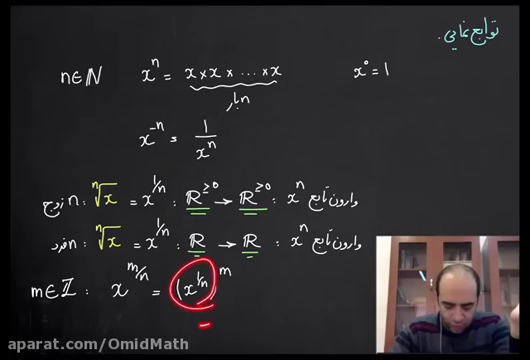 توابع نمایی.
n∈ℕ   xⁿ = x × x × ... × x   x⁰ = 1
n بار
x⁻ⁿ = 1/xⁿ
زوج n : ⁿ√x = x^{1/n} : ℝ^{≥0} → ℝ^{≥0} : وارون تابع xⁿ
فرد n : ⁿ√x = x^{1/n} : ℝ → ℝ : وارون تابع xⁿ
m∈ℤ : x^{m/n} = (x^{1/n})^m
aparat.com/OmidMath